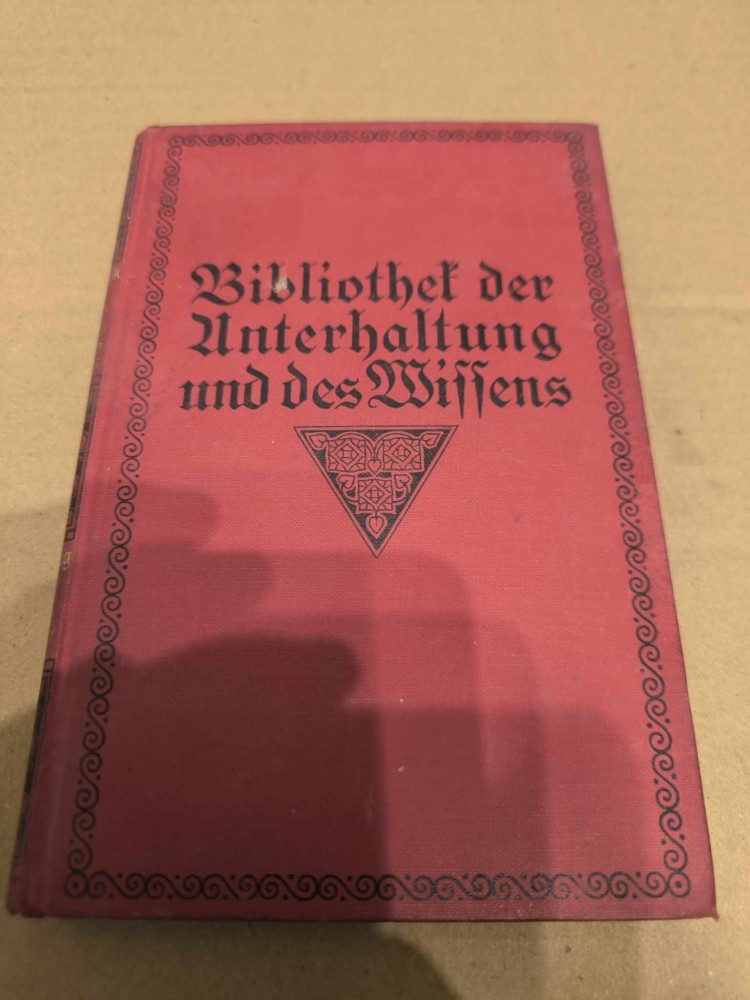 Bibliothek der
Unterhaltung
und des Wiſſens